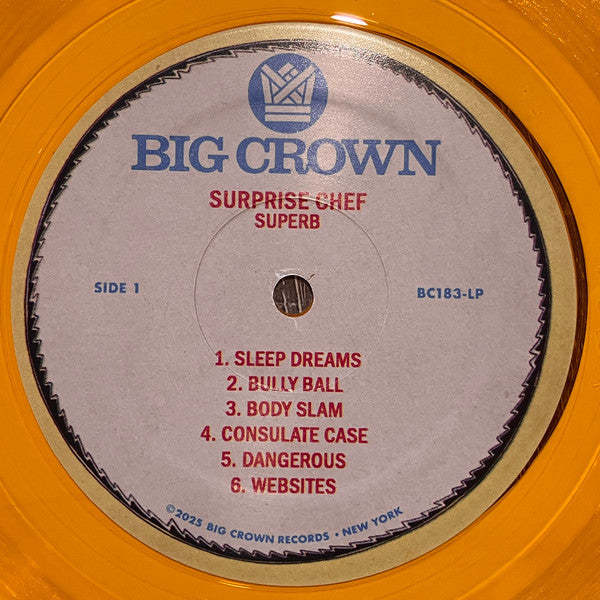 BIG CROWN
SURPRISE CHEF
SUPERB
SIDE 1
BC183-LP
1. SLEEP DREAMS
2. BULLY BALL
3. BODY SLAM
4. CONSULATE CASE
5. DANGEROUS
6. WEBSITES
©2025 BIG CROWN RECORDS • NEW YORK